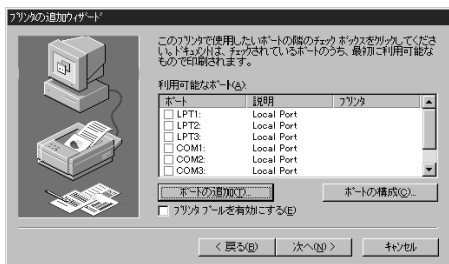 プリンタの追加ウィザード
このプリンタで使用したいポートの隣のチェック ボックスをクリックしてくださ
い。ドキュメントは、チェックされているポートのうち、最初に利用可能な
もので印刷されます。
利用可能なポート(A):
ポート 説明 プリンタ
LPT1: Local Port
LPT2: Local Port
LPT3: Local Port
COM1: Local Port
COM2: Local Port
COM3: Local Port
ポートの追加(T)... ポートの構成(C)...
プリンタ プールを有効にする(E)
< 戻る(B) 次へ(N) > キャンセル